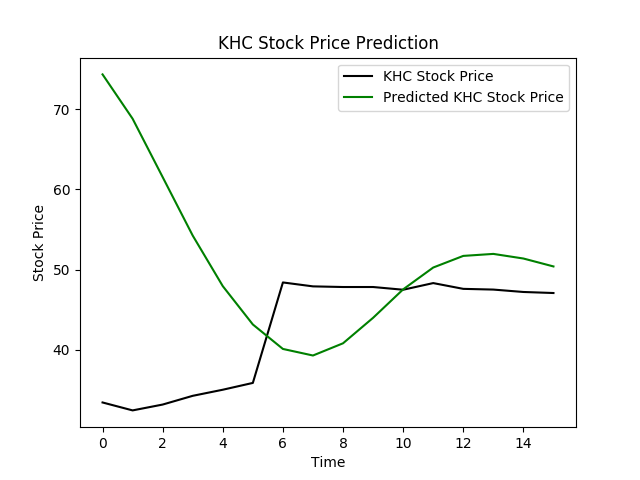 KHC Stock Price Prediction
KHC Stock Price
Predicted KHC Stock Price
Stock Price
70
60
50
40
0 2 4 6 8 10 12 14
Time